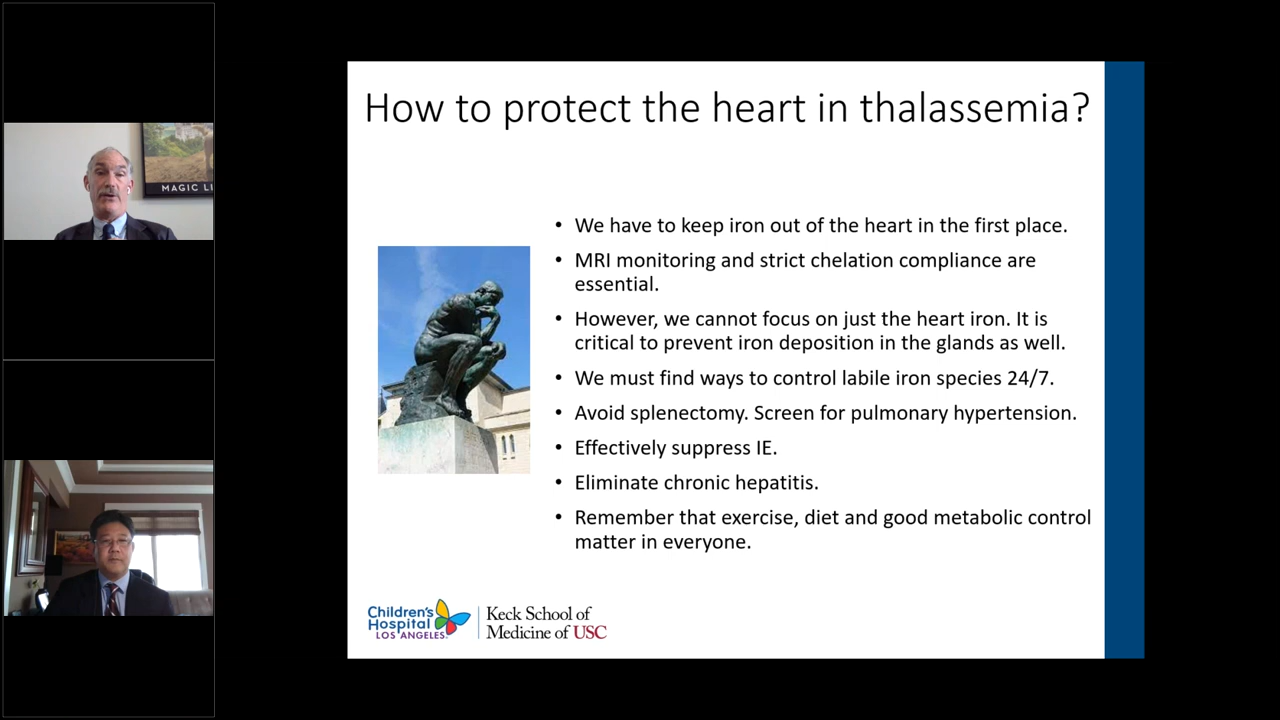 MAGIC LI
How to protect the heart in thalassemia?
• We have to keep iron out of the heart in the first place.
• MRI monitoring and strict chelation compliance are
essential.
• However, we cannot focus on just the heart iron. It is
critical to prevent iron deposition in the glands as well.
• We must find ways to control labile iron species 24/7.
• Avoid splenectomy. Screen for pulmonary hypertension.
• Effectively suppress IE.
• Eliminate chronic hepatitis.
• Remember that exercise, diet and good metabolic control
matter in everyone.
Children's
Hospital
LOS ANGELES
Keck School of
Medicine of USC